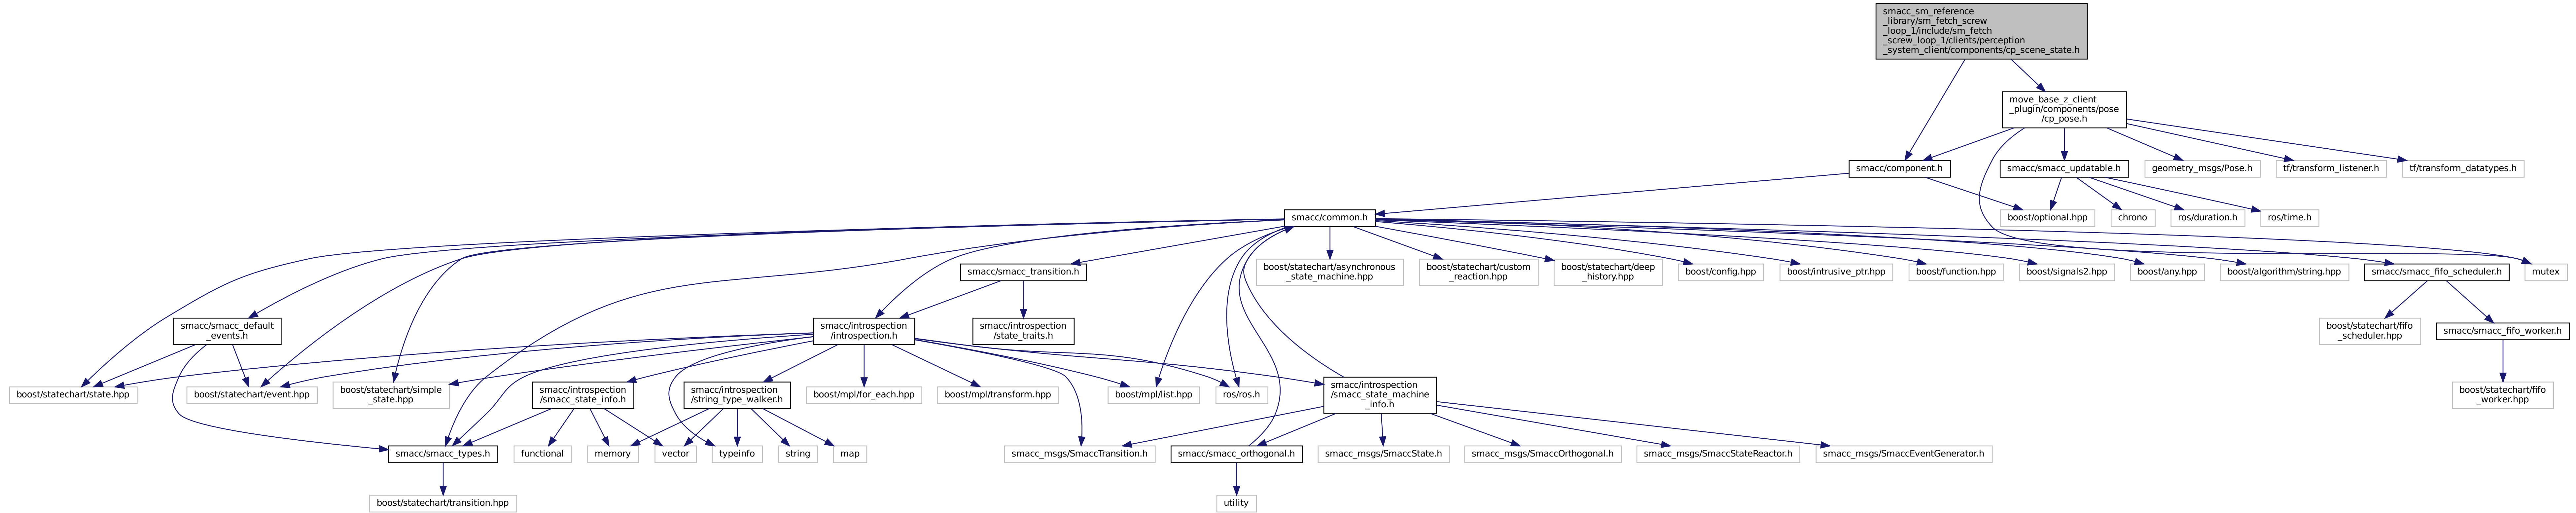 smacc_sm_reference
_library/sm_fetch_screw
_loop_1/include/sm_fetch
_screw_loop_1/clients/perception
_system_client/components/cp_scene_state.h
move_base_z_client
_plugin/components/pose
/cp_pose.h
smacc/component.h
smacc/smacc_updatable.h
geometry_msgs/Pose.h
tf/transform_listener.h
tf/transform_datatypes.h
smacc/common.h
boost/optional.hpp
chrono
ros/duration.h
ros/time.h
smacc/smacc_transition.h
boost/statechart/asynchronous
_state_machine.hpp
boost/statechart/custom
_reaction.hpp
boost/statechart/deep
_history.hpp
boost/config.hpp
boost/intrusive_ptr.hpp
boost/function.hpp
boost/signals2.hpp
boost/any.hpp
boost/algorithm/string.hpp
smacc/smacc_fifo_scheduler.h
mutex
smacc/smacc_default
_events.h
smacc/introspection
/introspection.h
smacc/introspection
/state_traits.h
boost/statechart/fifo
_scheduler.hpp
smacc/smacc_fifo_worker.h
boost/statechart/state.hpp
boost/statechart/event.hpp
boost/statechart/simple
_state.hpp
smacc/introspection
/smacc_state_info.h
smacc/introspection
/string_type_walker.h
boost/mpl/for_each.hpp
boost/mpl/transform.hpp
boost/mpl/list.hpp
ros/ros.h
smacc/introspection
/smacc_state_machine
_info.h
boost/statechart/fifo
_worker.hpp
smacc/smacc_types.h
functional
memory
vector
typeinfo
string
map
smacc_msgs/SmaccTransition.h
smacc/smacc_orthogonal.h
smacc_msgs/SmaccState.h
smacc_msgs/SmaccOrthogonal.h
smacc_msgs/SmaccStateReactor.h
smacc_msgs/SmaccEventGenerator.h
boost/statechart/transition.hpp
utility